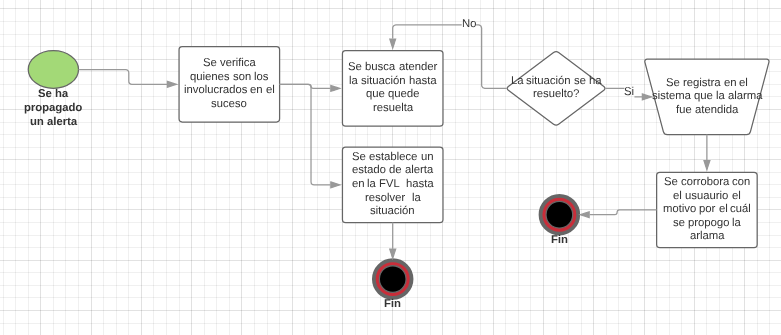 Se ha
propagado
un alerta
Se verifica
quienes son los
involucrados en el
suceso
Se busca atender
la situación hasta
que quede
resuelta
Se establece un
estado de alerta
en la FVL hasta
resolver la
situación
Fin
No
La situación se ha
resuelto?
Si
Se registra en el
sistema que la alarma
fue atendida
Se corrobora con
el usuaurio el
motivo por el cuál
se propogo la
arlama
Fin